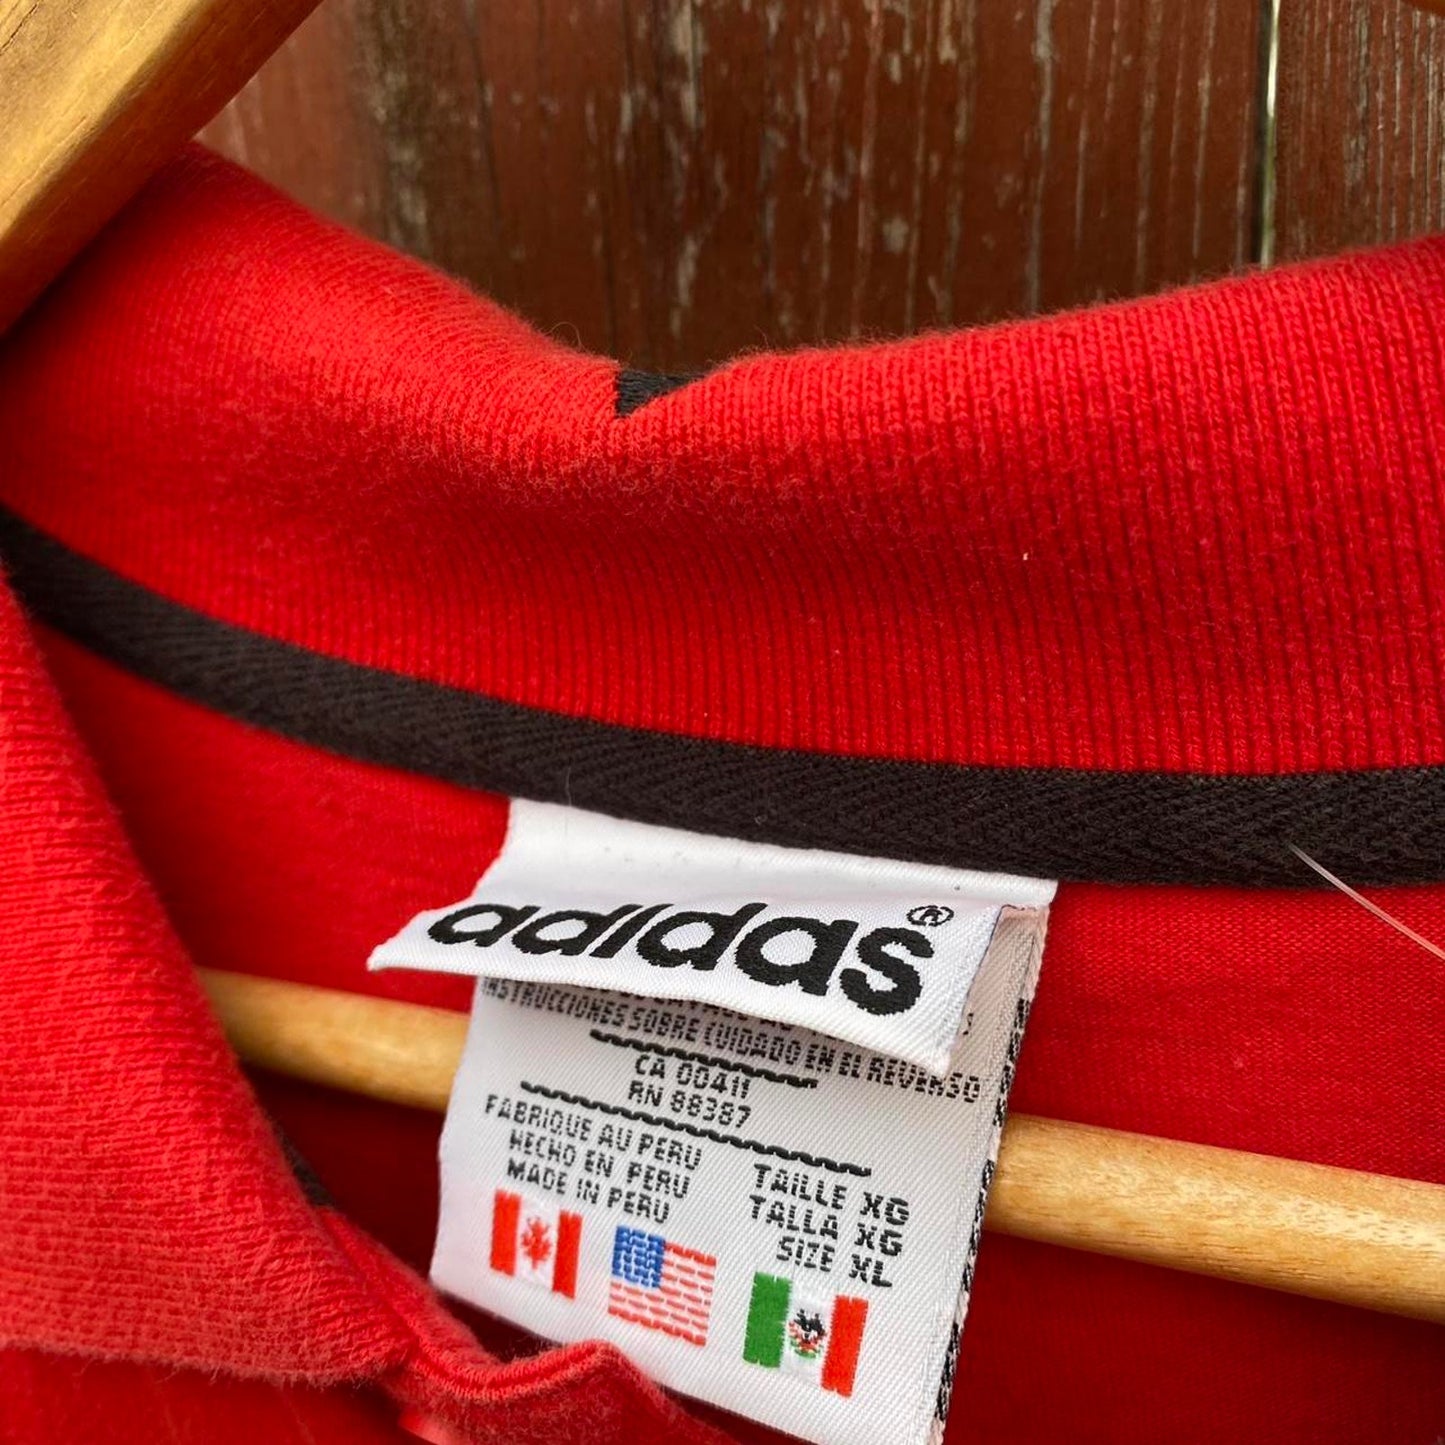 adidas®
INSTRUCCIONES SOBRE CUIDADO EN EL REVERSO
CA 00411
RN 88387
FABRIQUE AU PERU
HECHO EN PERU
MADE IN PERU
TAILLE XG
TALLA XG
SIZE XL